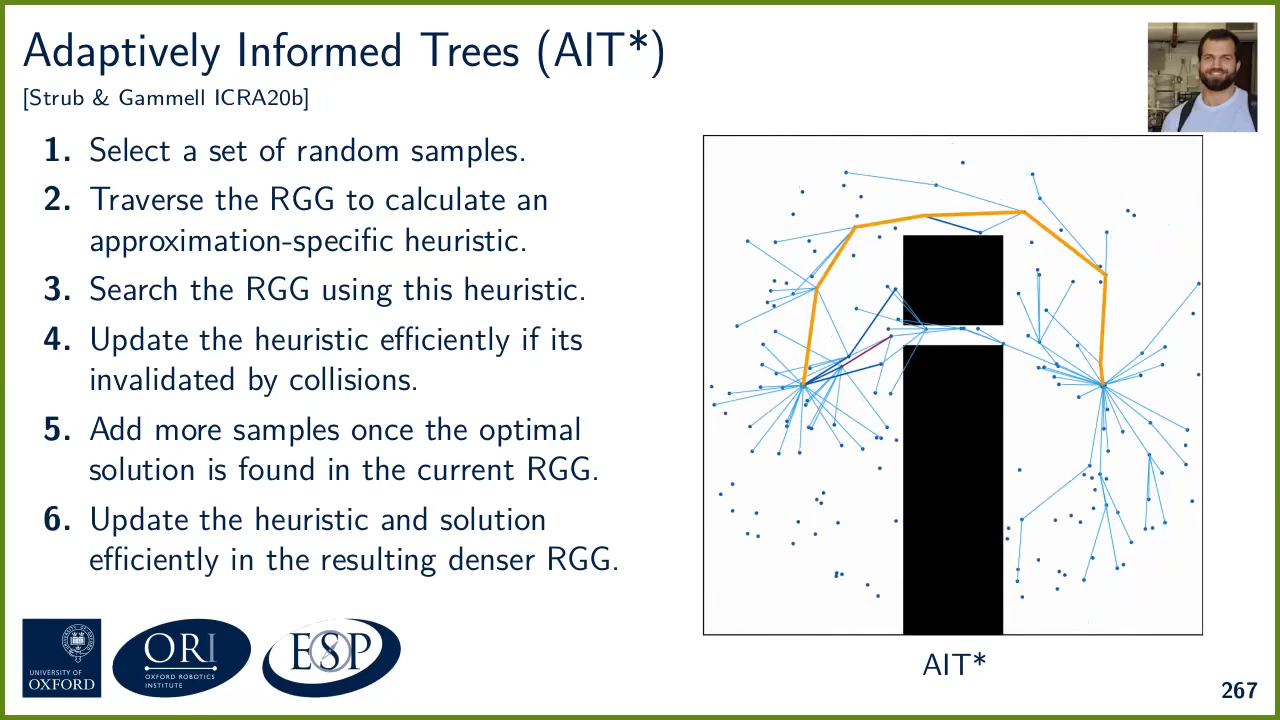 Adaptively Informed Trees (AIT*)
[Strub & Gammell ICRA20b]
1. Select a set of random samples.
2. Traverse the RGG to calculate an
approximation-specific heuristic.
3. Search the RGG using this heuristic.
4. Update the heuristic efficiently if its
invalidated by collisions.
5. Add more samples once the optimal
solution is found in the current RGG.
6. Update the heuristic and solution
efficiently in the resulting denser RGG.
AIT*
UNIVERSITY OF
OXFORD
ORI
OXFORD ROBOTICS
INSTITUTE
ESP
267